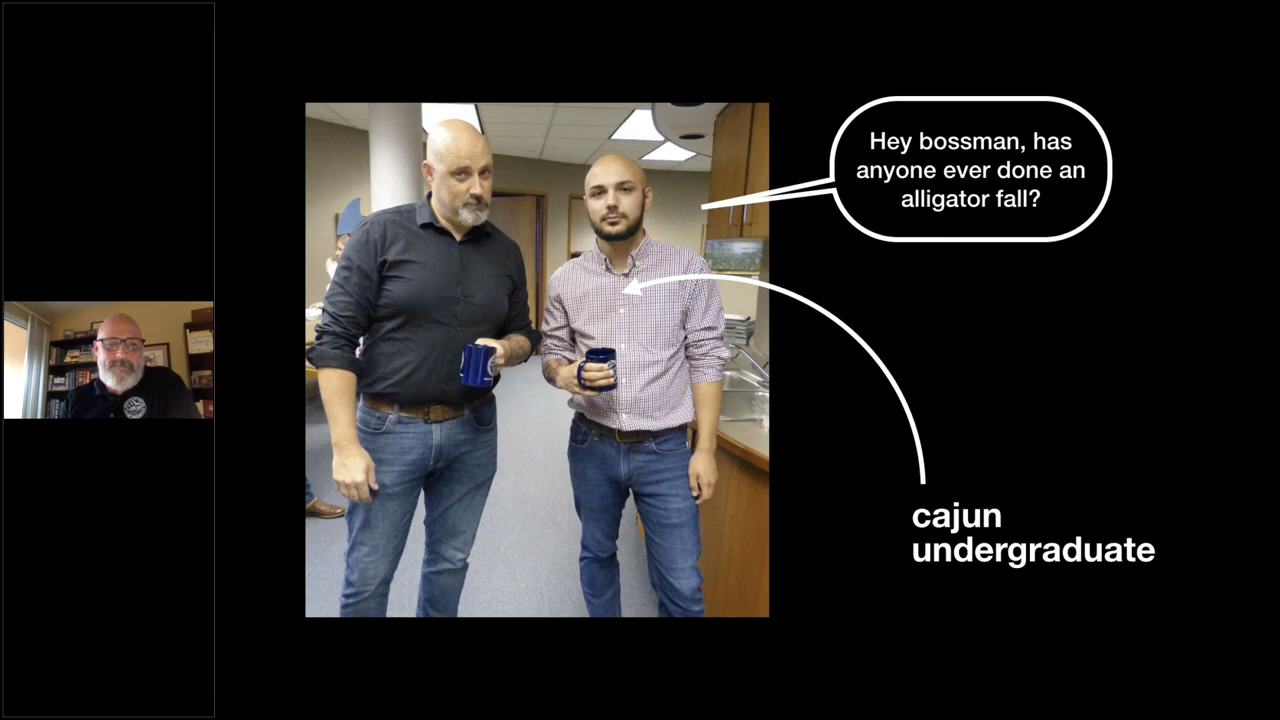 Hey bossman, has
anyone ever done an
alligator fall?
cajun
undergraduate